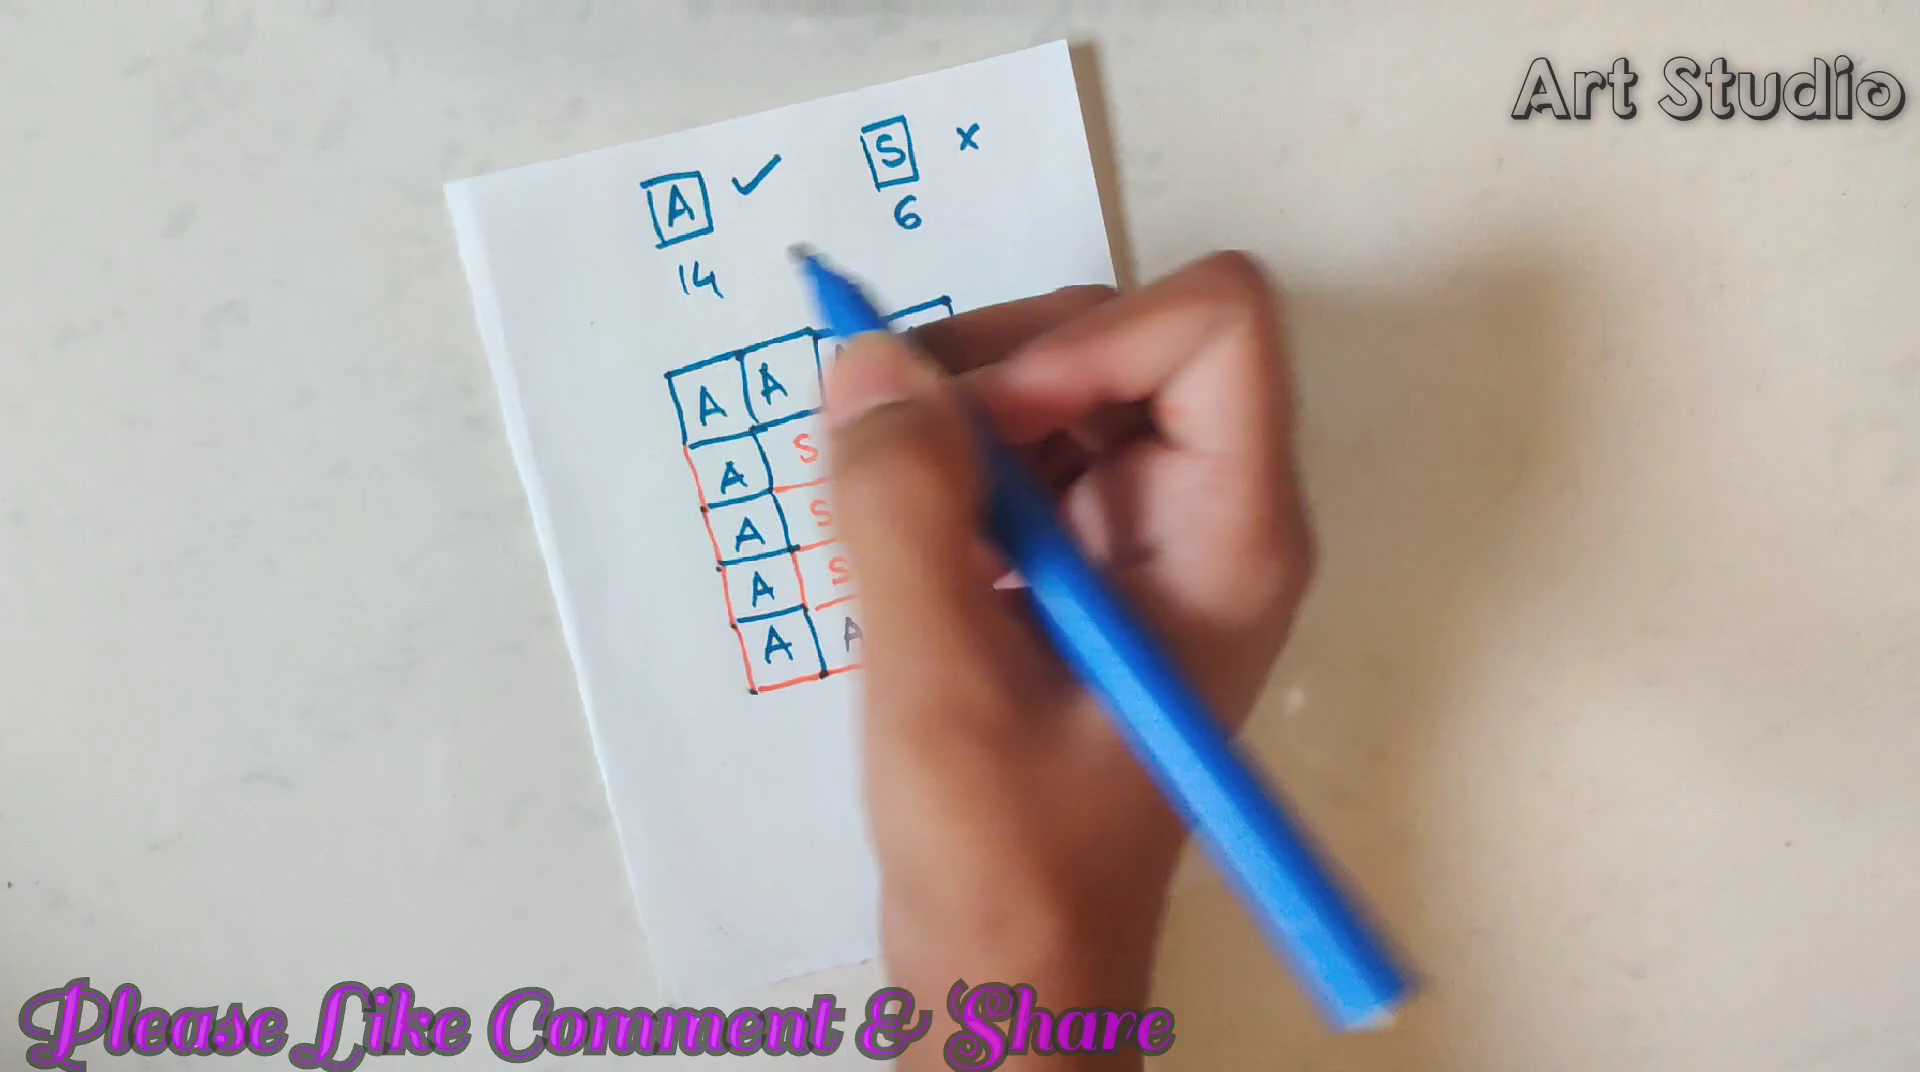 Art Studio
A ✓ S x
14 6
A A
A S
A S
A S
A A
Please Like Comment & Share